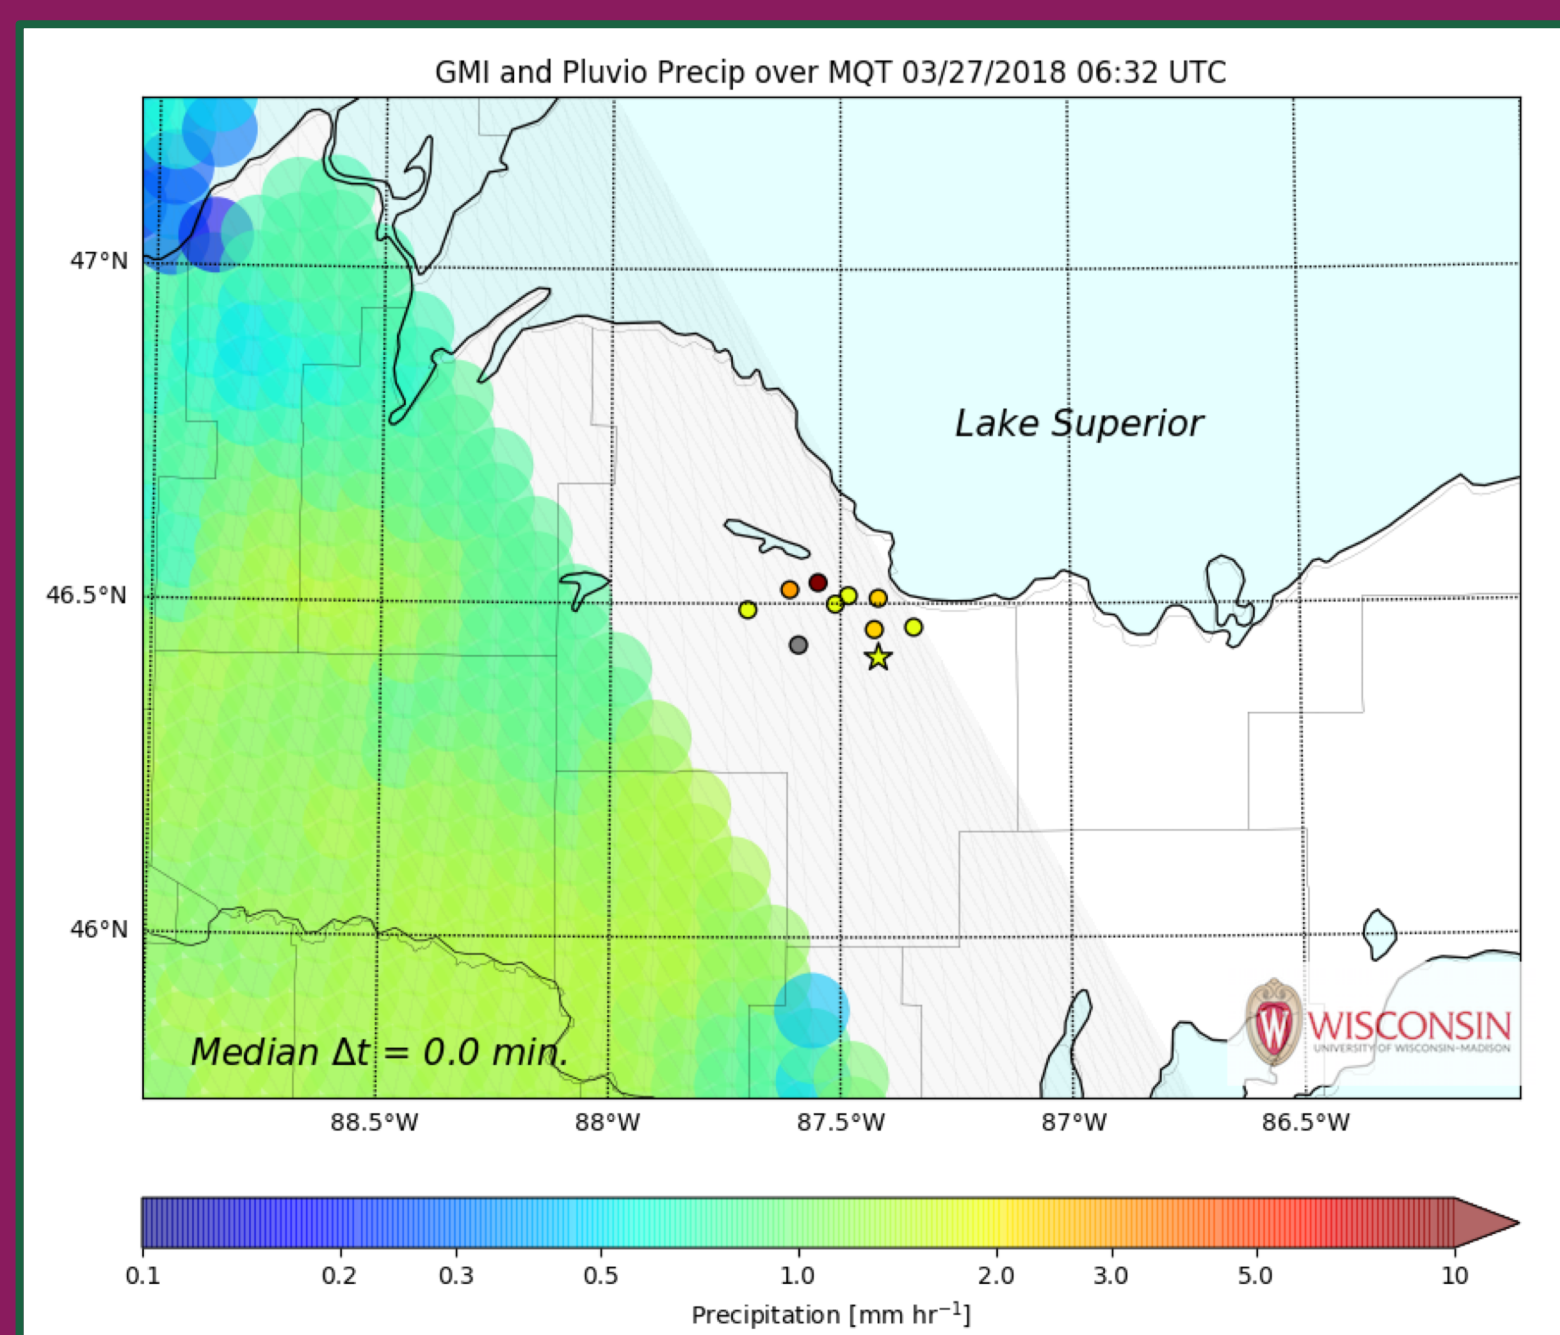 GMI and Pluvio Precip over MQT 03/27/2018 06:32 UTC
47°N
Lake Superior
46.5°N
46°N
W WISCONSIN
UNIVERSITY OF WISCONSIN-MADISON
Median Δt = 0.0 min.
88.5°W 88°W 87.5°W 87°W 86.5°W
0.1 0.2 0.3 0.5 1.0 2.0 3.0 5.0 10
Precipitation [mm hr⁻¹]